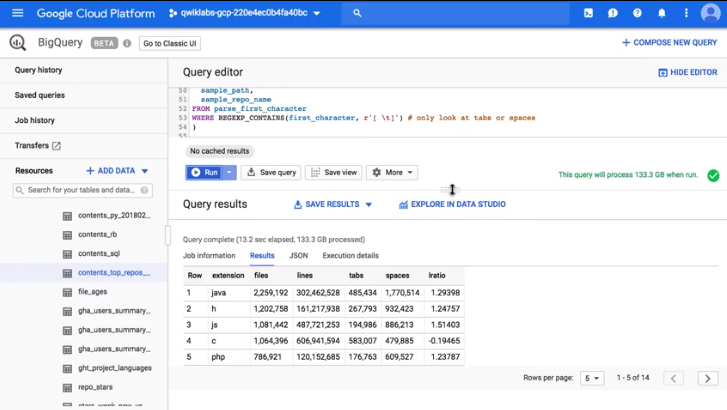 Google Cloud Platform
qwiklabs-gcp-220e4ec0b4fa40bc
BigQuery BETA Go to Classic UI
+ COMPOSE NEW QUERY
Query history
Saved queries
Job history
Transfers
Resources + ADD DATA
Search for your tables and data...
contents_py_201802...
contents_rb
contents_sql
contents_top_repos_...
file_ages
gha_users_summary...
gha_users_summary...
gha_users_summary...
ght_project_languages
repo_stars
Query editor HIDE EDITOR
50 sample_path,
51 sample_repo_name
52 FROM parse_first_character
53 WHERE REGEXP_CONTAINS(first_character, r'[ \t]') # only look at tabs or spaces
54 )
55
No cached results
Run Save query Save view More
This query will process 133.3 GB when run.
Query results SAVE RESULTS EXPLORE IN DATA STUDIO
Query complete (13.2 sec elapsed, 133.3 GB processed)
Job information Results JSON Execution details
Row extension files lines tabs spaces lratio
1 java 2,259,192 302,462,528 485,434 1,770,514 1.29398
2 h 1,202,758 161,217,938 267,793 932,423 1.24757
3 js 1,081,442 487,721,253 194,986 886,213 1.51403
4 c 1,064,396 606,941,594 583,007 479,885 -0.19465
5 php 786,921 120,152,685 176,763 609,527 1.23787
Rows per page: 5 1 - 5 of 14